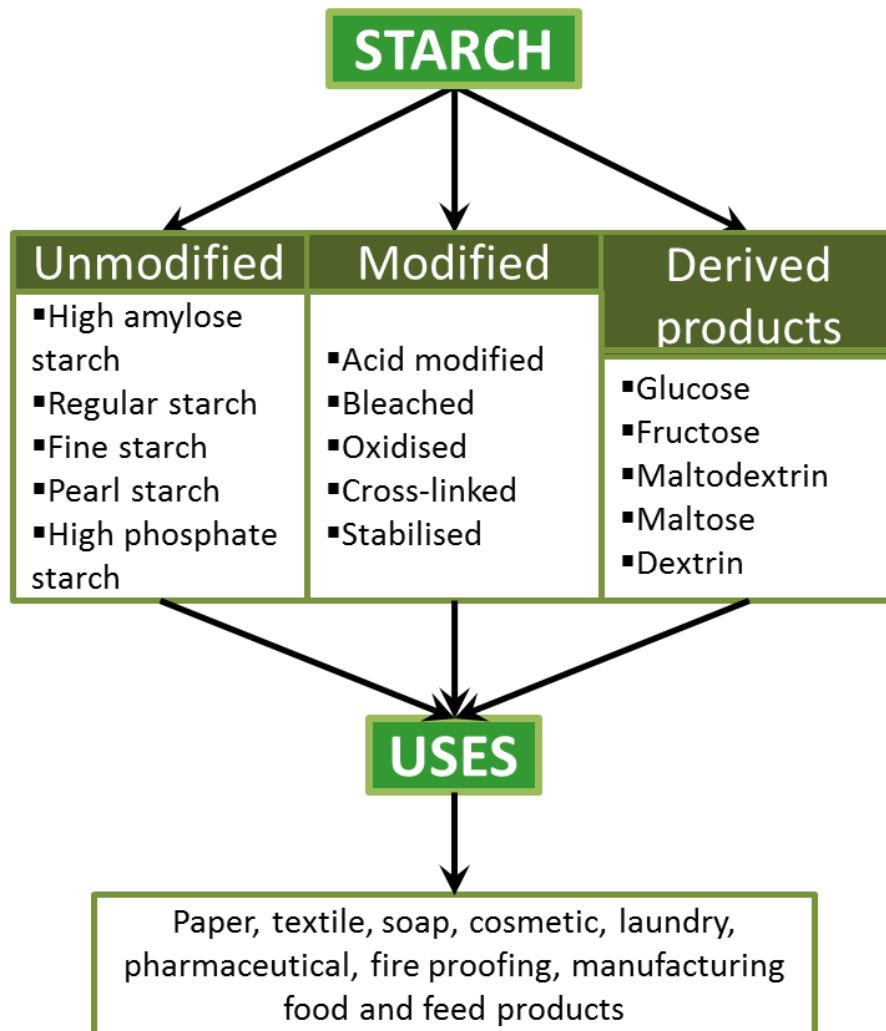 STARCH
Unmodified
▪High amylose
starch
▪Regular starch
▪Fine starch
▪Pearl starch
▪High phosphate
starch
Modified
▪Acid modified
▪Bleached
▪Oxidised
▪Cross-linked
▪Stabilised
Derived
products
▪Glucose
▪Fructose
▪Maltodextrin
▪Maltose
▪Dextrin
USES
Paper, textile, soap, cosmetic, laundry,
pharmaceutical, fire proofing, manufacturing
food and feed products